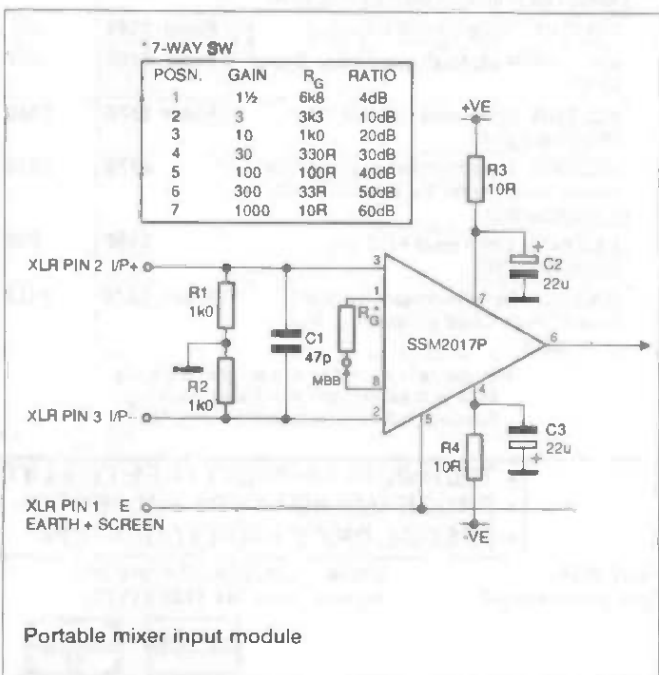 * 7-WAY SW
POSN. GAIN RG RATIO
1 1½ 6k8 4dB
2 3 3k3 10dB
3 10 1k0 20dB
4 30 330R 30dB
5 100 100R 40dB
6 300 33R 50dB
7 1000 10R 60dB
+VE
R3
10R
+
C2
22u
XLR PIN 2 I/P+
3
7
R1
1k0
1
RG*
C1
47p
SSM2017P
6
R2
1k0
MBB
8
4
XLR PIN 3 I/P-
2
5
C3
22u
+
R4
10R
XLR PIN 1 E
EARTH + SCREEN
-VE
Portable mixer input module